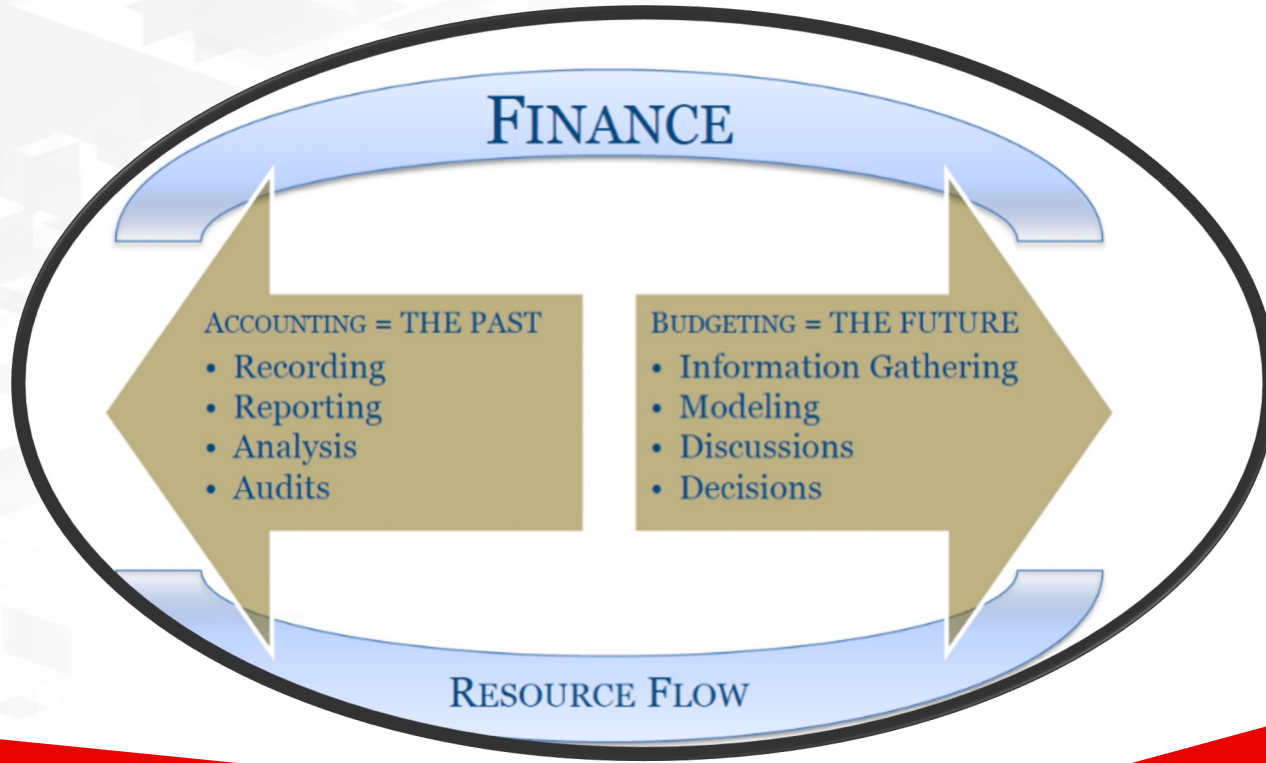 FINANCE
ACCOUNTING = THE PAST
• Recording
• Reporting
• Analysis
• Audits
BUDGETING = THE FUTURE
• Information Gathering
• Modeling
• Discussions
• Decisions
RESOURCE FLOW